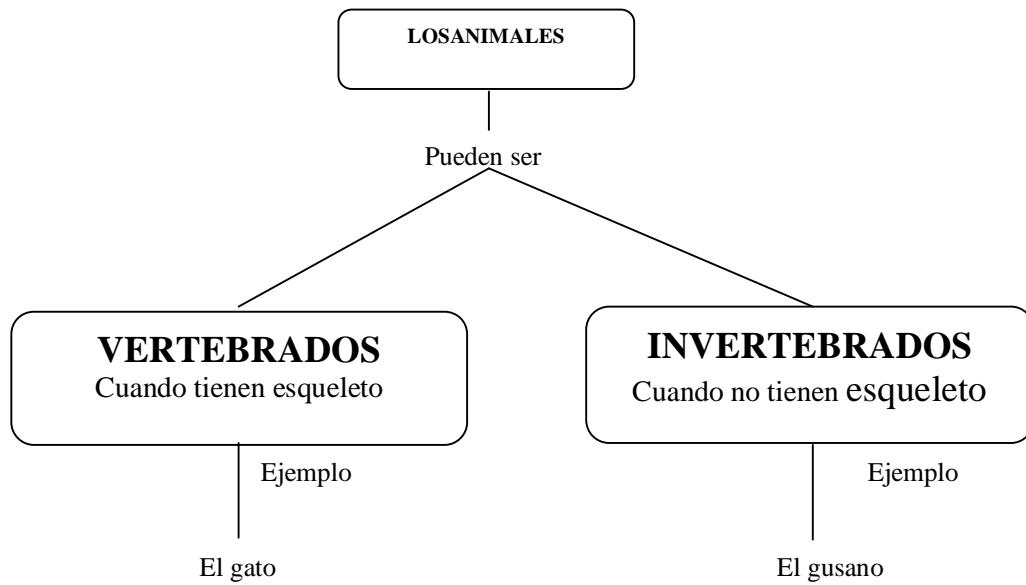 LOSANIMALES
Pueden ser
VERTEBRADOS
Cuando tienen esqueleto
INVERTEBRADOS
Cuando no tienen esqueleto
Ejemplo
Ejemplo
El gato
El gusano